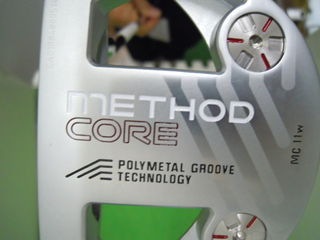 METHOD
CORE
POLYMETAL GROOVE
TECHNOLOGY
MC 11w